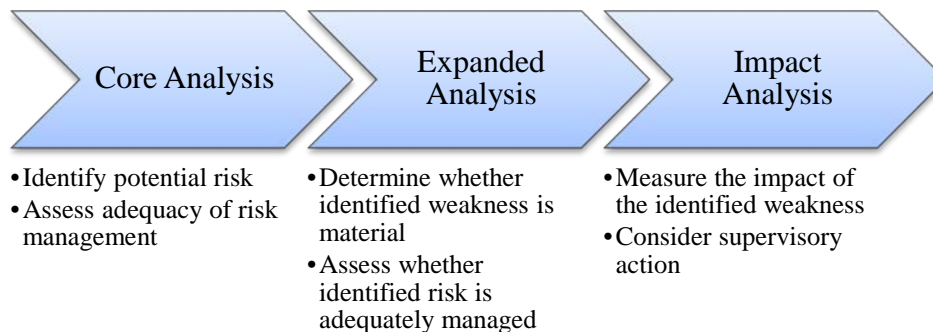 Core Analysis
Expanded
Analysis
Impact
Analysis
•Identify potential risk
•Assess adequacy of risk
management
•Determine whether
identified weakness is
material
•Assess whether
identified risk is
adequately managed
•Measure the impact of
the identified weakness
•Consider supervisory
action